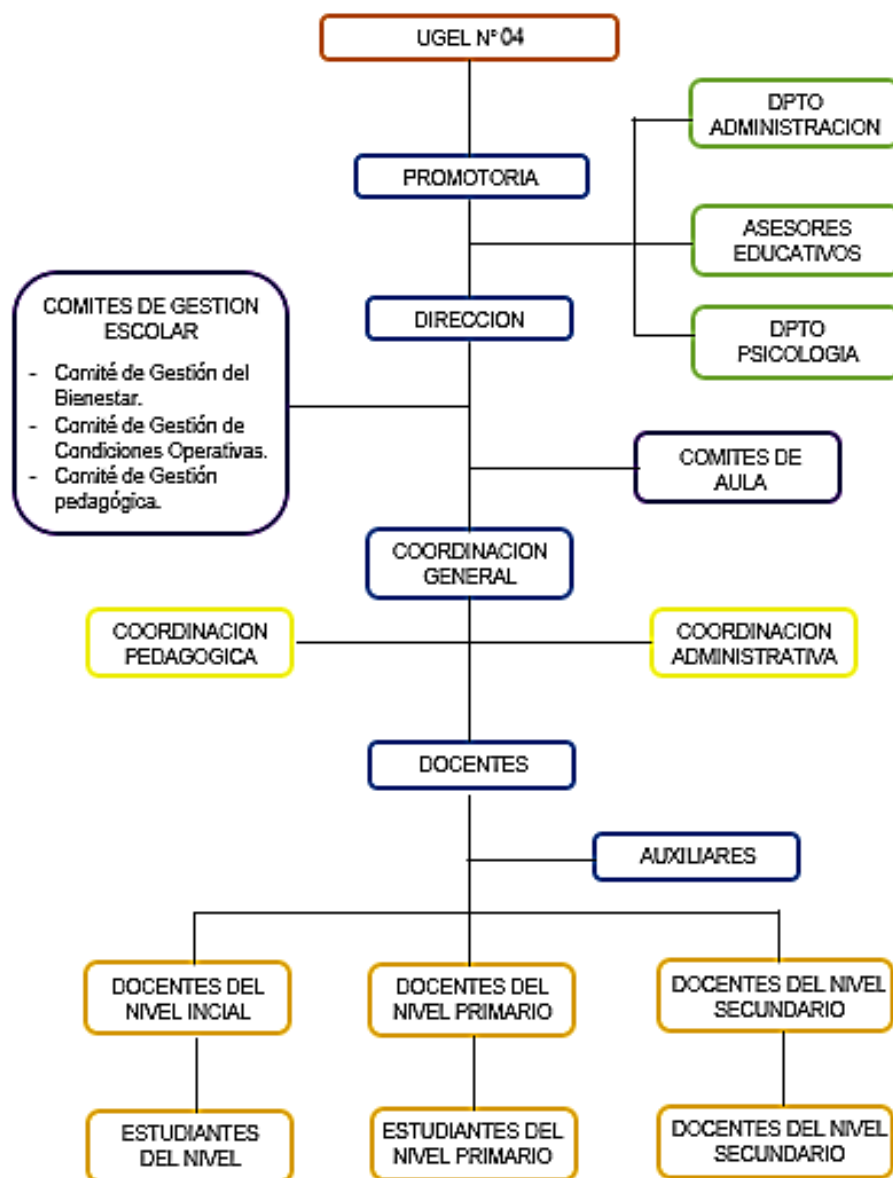 UGEL N° 04
DPTO
ADMINISTRACION
PROMOTORIA
ASESORES
EDUCATIVOS
COMITES DE GESTION
ESCOLAR
- Comité de Gestión del
Bienestar.
- Comité de Gestión de
Condiciones Operativas.
- Comité de Gestión
pedagógica.
DIRECCION
DPTO
PSICOLOGIA
COMITES DE
AULA
COORDINACION
GENERAL
COORDINACION
PEDAGOGICA
COORDINACION
ADMINISTRATIVA
DOCENTES
AUXILIARES
DOCENTES DEL
NIVEL INCIAL
DOCENTES DEL
NIVEL PRIMARIO
DOCENTES DEL NIVEL
SECUNDARIO
ESTUDIANTES
DEL NIVEL
ESTUDIANTES DEL
NIVEL PRIMARIO
DOCENTES DEL NIVEL
SECUNDARIO